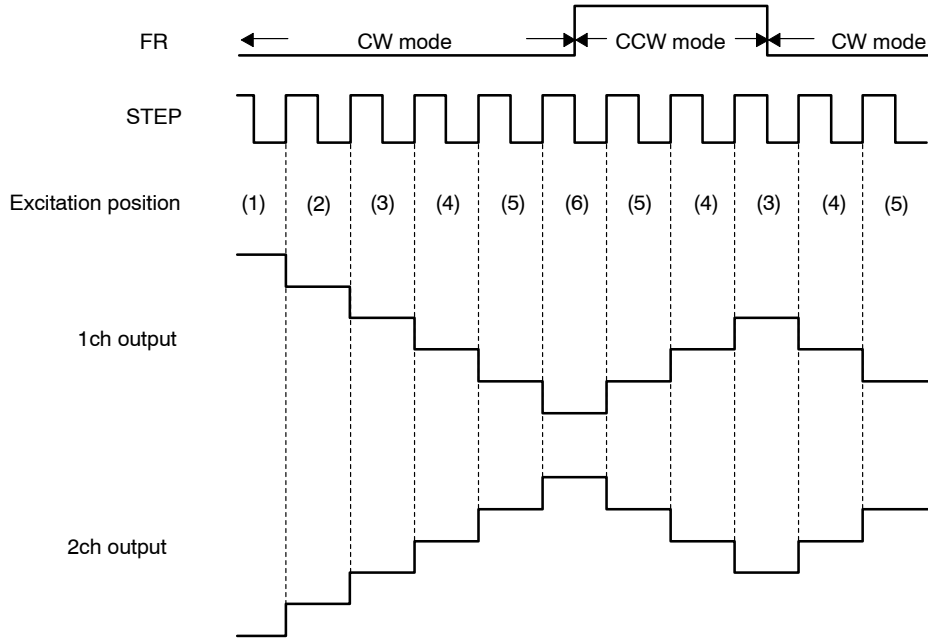 FR CW mode CCW mode CW mode
STEP
Excitation position (1) (2) (3) (4) (5) (6) (5) (4) (3) (4) (5)
1ch output
2ch output